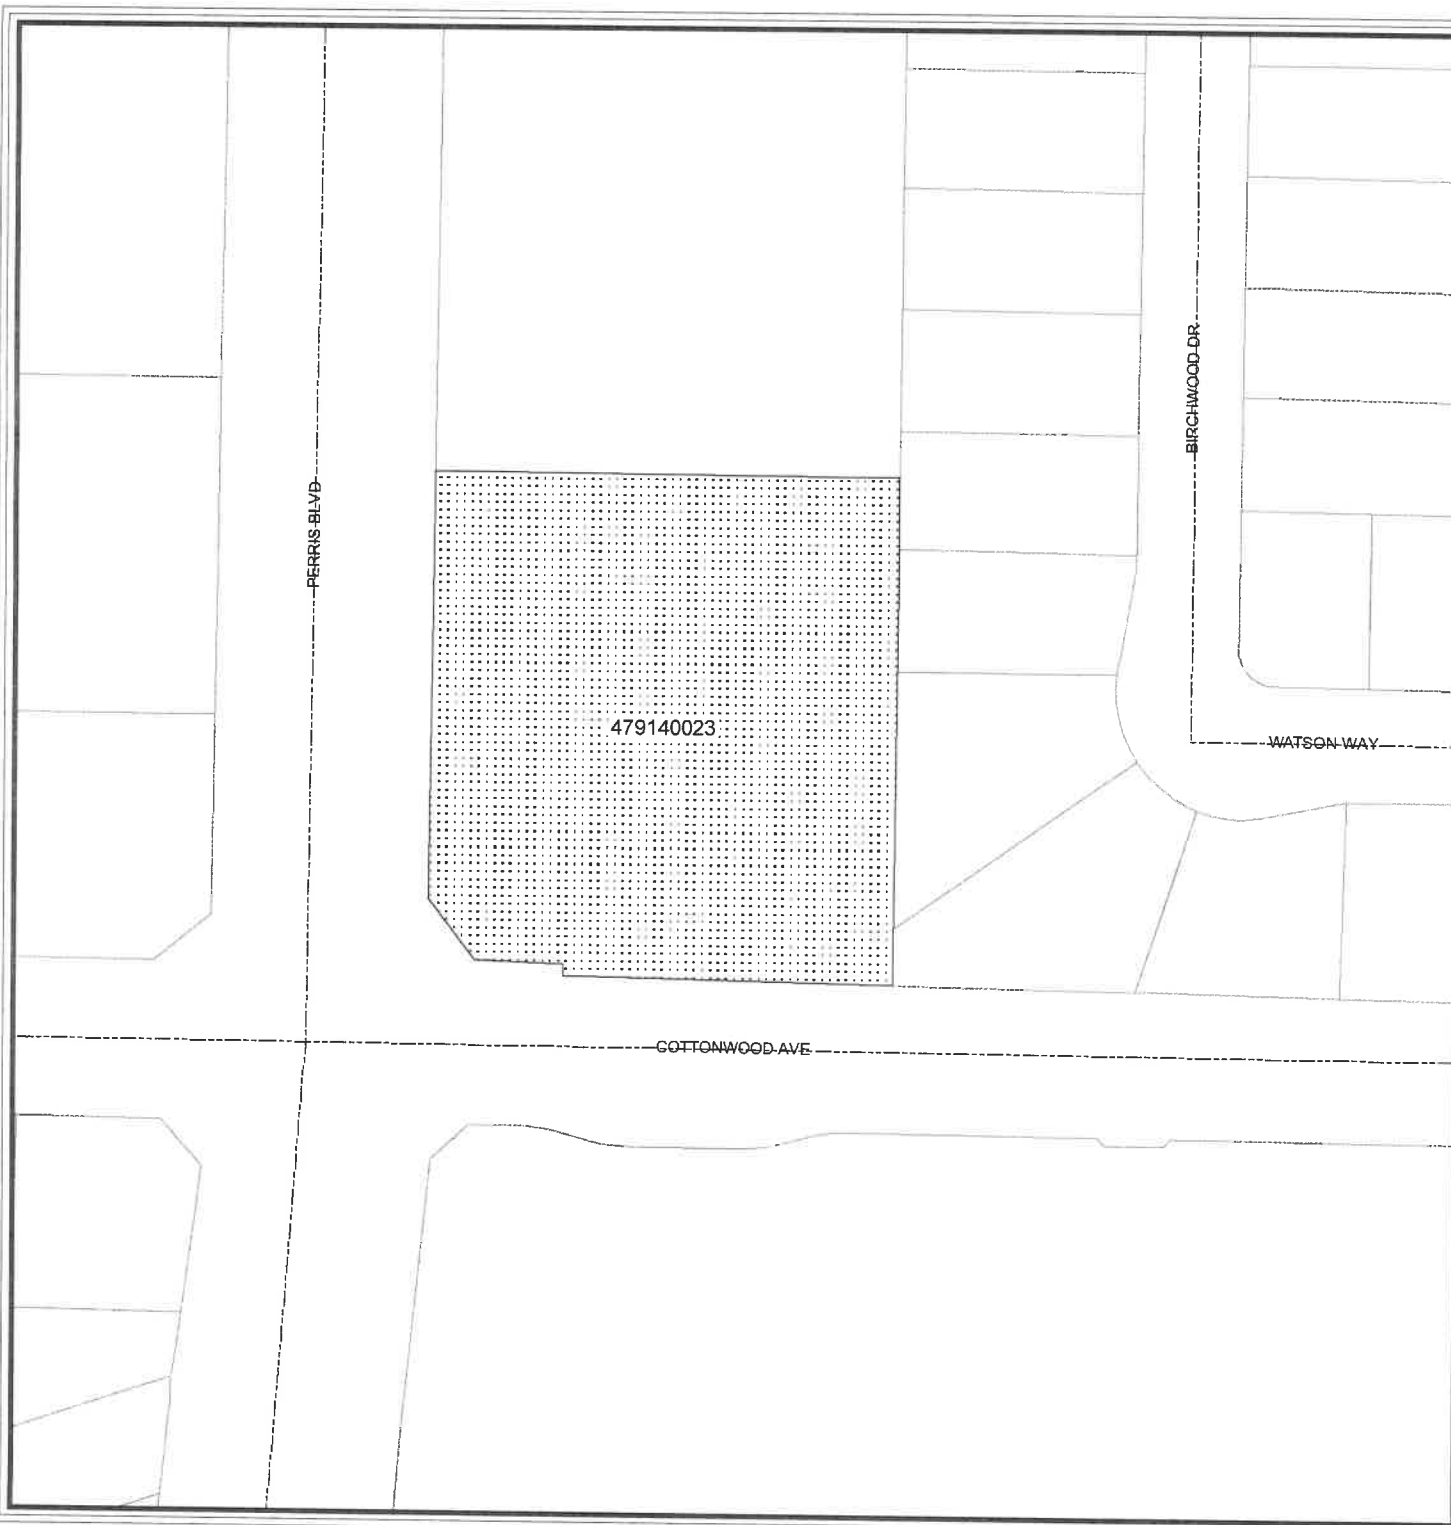 BIRCHWOOD DR
PERRIS BLVD
479140023
WATSON WAY
COTTONWOOD AVE